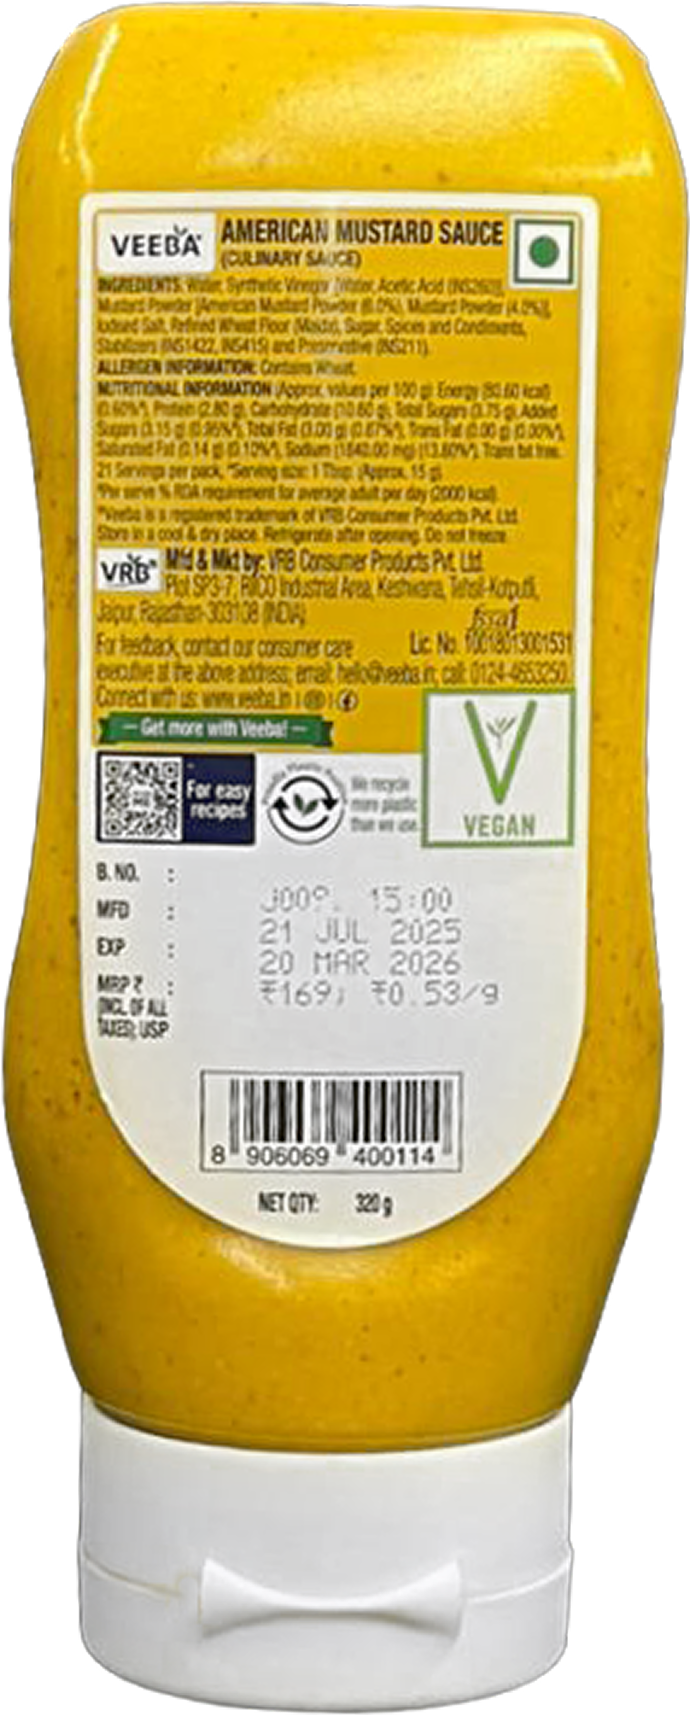 VEEBA
AMERICAN MUSTARD SAUCE
(CULINARY SAUCE)
INGREDIENTS: Water, Synthetic Vinegar [Water, Acetic Acid (INS260)],
Mustard Powder [American Mustard Powder (6.0%), Mustard Powder (4.0%)],
Iodised Salt, Refined Wheat Flour (Maida), Sugar, Spices and Condiments,
Stabilizers (INS1422, INS415) and Preservative (INS211).
ALLERGEN INFORMATION: Contains Wheat.
NUTRITIONAL INFORMATION (Approx. values per 100 g) Energy (80.60 kcal)
(0.60%*), Protein (2.80 g), Carbohydrate (10.60 g), Total Sugars (3.75 g), Added
Sugars (3.15 g) (0.95%*), Total Fat (3.00 g) (0.67%*), Trans Fat (0.00 g) (0.00%*),
Saturated Fat (0.14 g) (0.10%*), Sodium (1840.00 mg) (13.80%*), Trans fat free.
21 Servings per pack, *Serving size: 1 Tbsp. (Approx. 15 g)
*Per serve % RDA requirement for average adult per day (2000 kcal)
"Veeba is a registered trademark of VRB Consumer Products Pvt. Ltd.
Store in a cool & dry place. Refrigerate after opening. Do not freeze.
VRB
Mfd & Mkt by: VRB Consumer Products Pvt. Ltd.
Plot SP3-7, RIICO Industrial Area, Keshwana, Tehsil-Kotputli,
Jaipur, Rajasthan-303108 (INDIA)
fssai
For feedback, contact our consumer care
Lic. No. 10018013001531
executive at the above address; email: hello@veeba.in; call: 0124-4653250.
Connect with us: www.veeba.in
Get more with Veeba!
For easy
recipes
We recycle
more plastic
than we use
VEGAN
B. NO. :
J009. 15:00
MFD :
21 JUL 2025
EXP :
20 MAR 2026
MRP ₹ :
₹169; ₹0.53/g
(INCL. OF ALL
TAXES); USP
8 906069 400114
NET QTY: 320 g